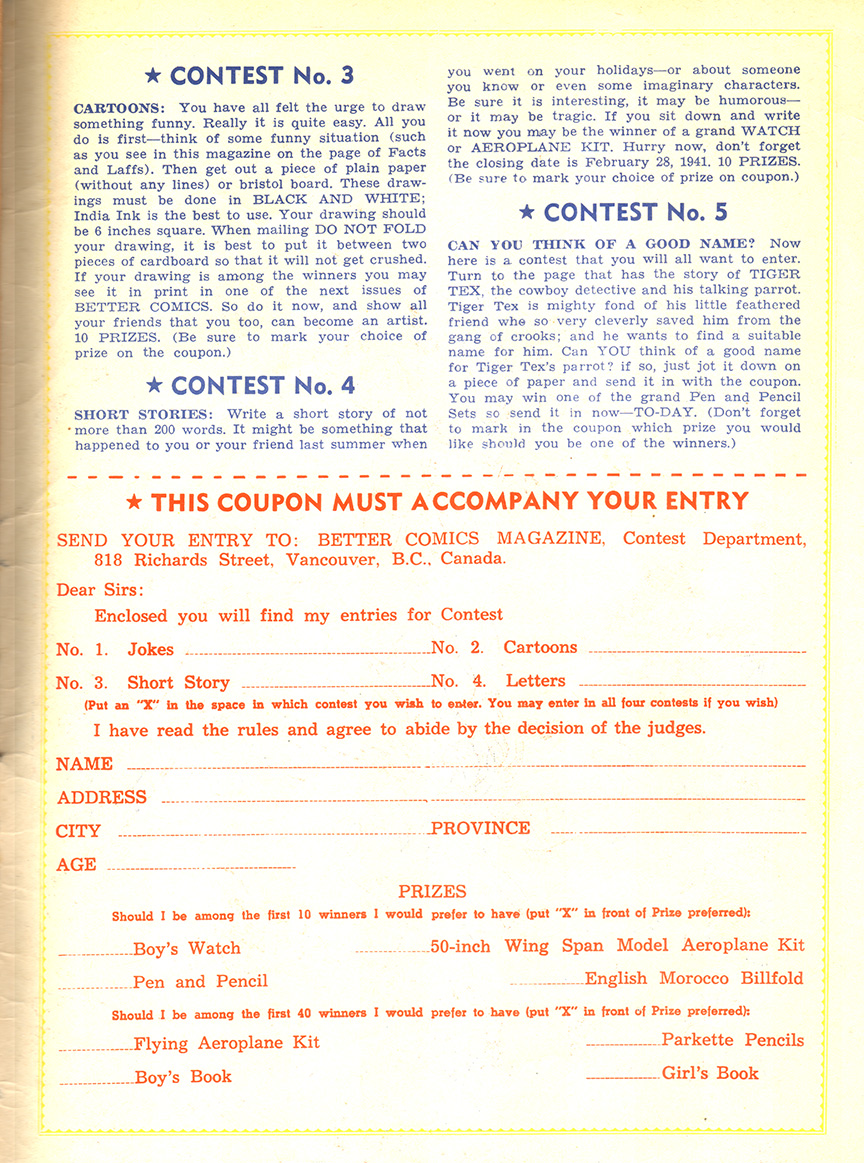 ★ CONTEST No. 3
CARTOONS: You have all felt the urge to draw
something funny. Really it is quite easy. All you
do is first—think of some funny situation (such
as you see in this magazine on the page of Facts
and Laffs). Then get out a piece of plain paper
(without any lines) or bristol board. These draw-
ings must be done in BLACK AND WHITE;
India Ink is the best to use. Your drawing should
be 6 inches square. When mailing DO NOT FOLD
your drawing, it is best to put it between two
pieces of cardboard so that it will not get crushed.
If your drawing is among the winners you may
see it in print in one of the next issues of
BETTER COMICS. So do it now, and show all
your friends that you too, can become an artist.
10 PRIZES. (Be sure to mark your choice of
prize on the coupon.)
★ CONTEST No. 4
SHORT STORIES: Write a short story of not
more than 200 words. It might be something that
happened to you or your friend last summer when
you went on your holidays—or about someone
you know or even some imaginary characters.
Be sure it is interesting, it may be humorous—
or it may be tragic. If you sit down and write
it now you may be the winner of a grand WATCH
or AEROPLANE KIT. Hurry now, don't forget
the closing date is February 28, 1941. 10 PRIZES.
(Be sure to mark your choice of prize on coupon.)
★ CONTEST No. 5
CAN YOU THINK OF A GOOD NAME? Now
here is a contest that you will all want to enter.
Turn to the page that has the story of TIGER
TEX, the cowboy detective and his talking parrot.
Tiger Tex is mighty fond of his little feathered
friend who so very cleverly saved him from the
gang of crooks; and he wants to find a suitable
name for him. Can YOU think of a good name
for Tiger Tex's parrot? if so, just jot it down on
a piece of paper and send it in with the coupon.
You may win one of the grand Pen and Pencil
Sets so send it in now—TO-DAY. (Don't forget
to mark in the coupon which prize you would
like should you be one of the winners.)
★ THIS COUPON MUST ACCOMPANY YOUR ENTRY
SEND YOUR ENTRY TO: BETTER COMICS MAGAZINE, Contest Department,
818 Richards Street, Vancouver, B.C., Canada.
Dear Sirs:
Enclosed you will find my entries for Contest
No. 1. Jokes No. 2. Cartoons
No. 3. Short Story No. 4. Letters
(Put an "X" in the space in which contest you wish to enter. You may enter in all four contests if you wish)
I have read the rules and agree to abide by the decision of the judges.
NAME
ADDRESS
CITY PROVINCE
AGE
PRIZES
Should I be among the first 10 winners I would prefer to have (put "X" in front of Prize preferred):
Boy's Watch 50-inch Wing Span Model Aeroplane Kit
Pen and Pencil English Morocco Billfold
Should I be among the first 40 winners I would prefer to have (put "X" in front of Prize preferred):
Flying Aeroplane Kit Parkette Pencils
Boy's Book Girl's Book